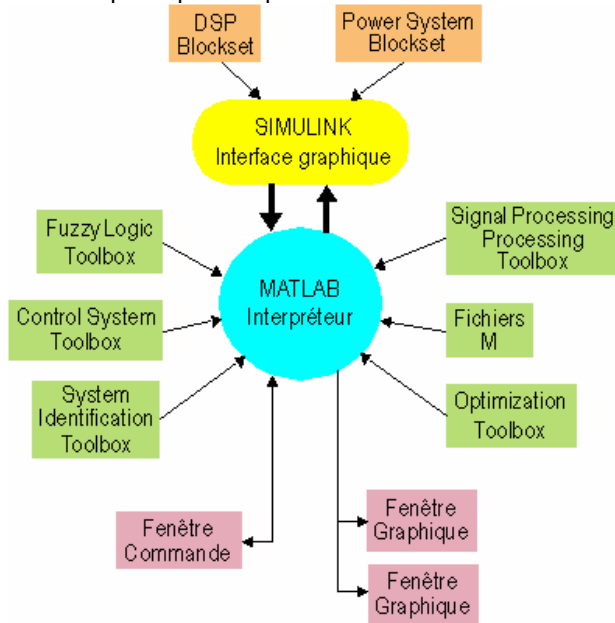 DSP
Blockset
Power System
Blockset
SIMULINK
Interface graphique
Fuzzy Logic
Toolbox
Signal Processing
Processing
Toolbox
MATLAB
Interpréteur
Control System
Toolbox
Fichiers
M
System
Identification
Toolbox
Optimization
Toolbox
Fenêtre
Commande
Fenêtre
Graphique
Fenêtre
Graphique